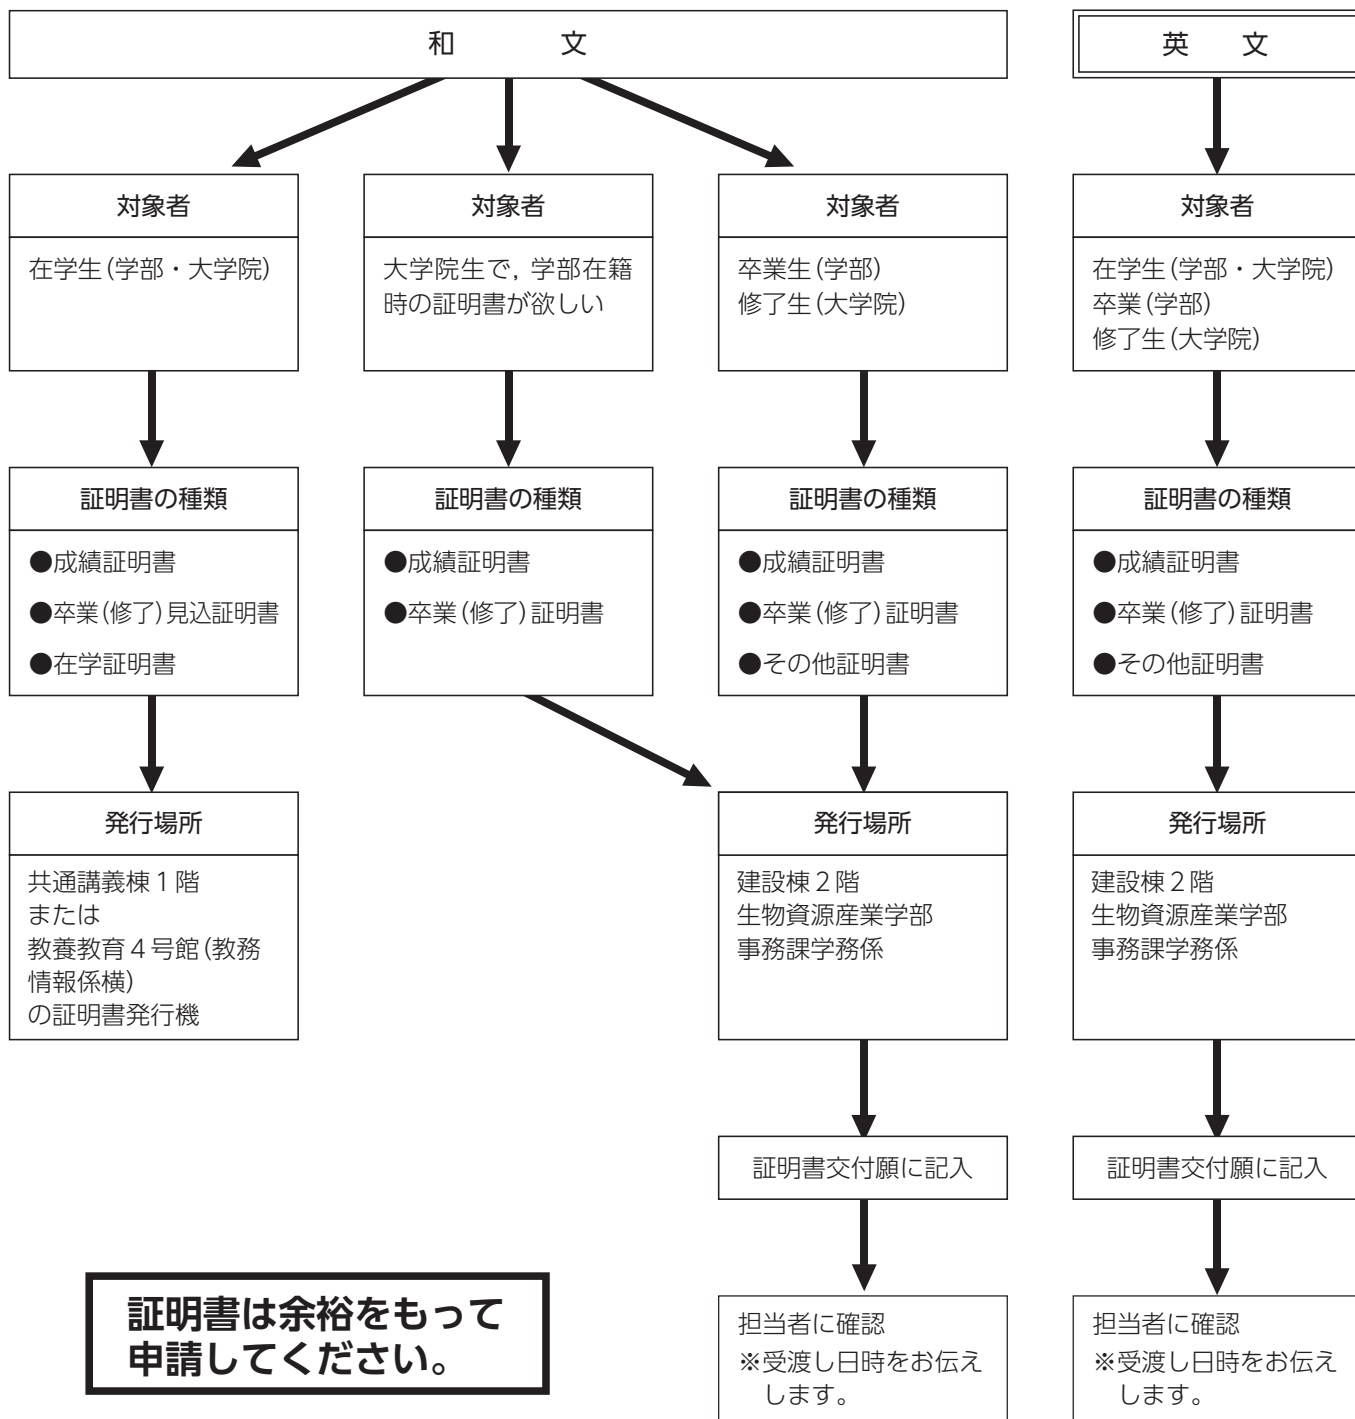 和　文
英　文
対象者
在学生(学部・大学院)
対象者
大学院生で，学部在籍
時の証明書が欲しい
対象者
卒業生(学部)
修了生(大学院)
対象者
在学生(学部・大学院)
卒業(学部)
修了生(大学院)
証明書の種類
●成績証明書
●卒業(修了)見込証明書
●在学証明書
証明書の種類
●成績証明書
●卒業(修了)証明書
証明書の種類
●成績証明書
●卒業(修了)証明書
●その他証明書
証明書の種類
●成績証明書
●卒業(修了)証明書
●その他証明書
発行場所
共通講義棟１階
または
教養教育４号館(教務
情報係横)
の証明書発行機
発行場所
建設棟２階
生物資源産業学部
事務課学務係
発行場所
建設棟２階
生物資源産業学部
事務課学務係
証明書交付願に記入
証明書交付願に記入
担当者に確認
※受渡し日時をお伝え
します。
担当者に確認
※受渡し日時をお伝え
します。
証明書は余裕をもって
申請してください。